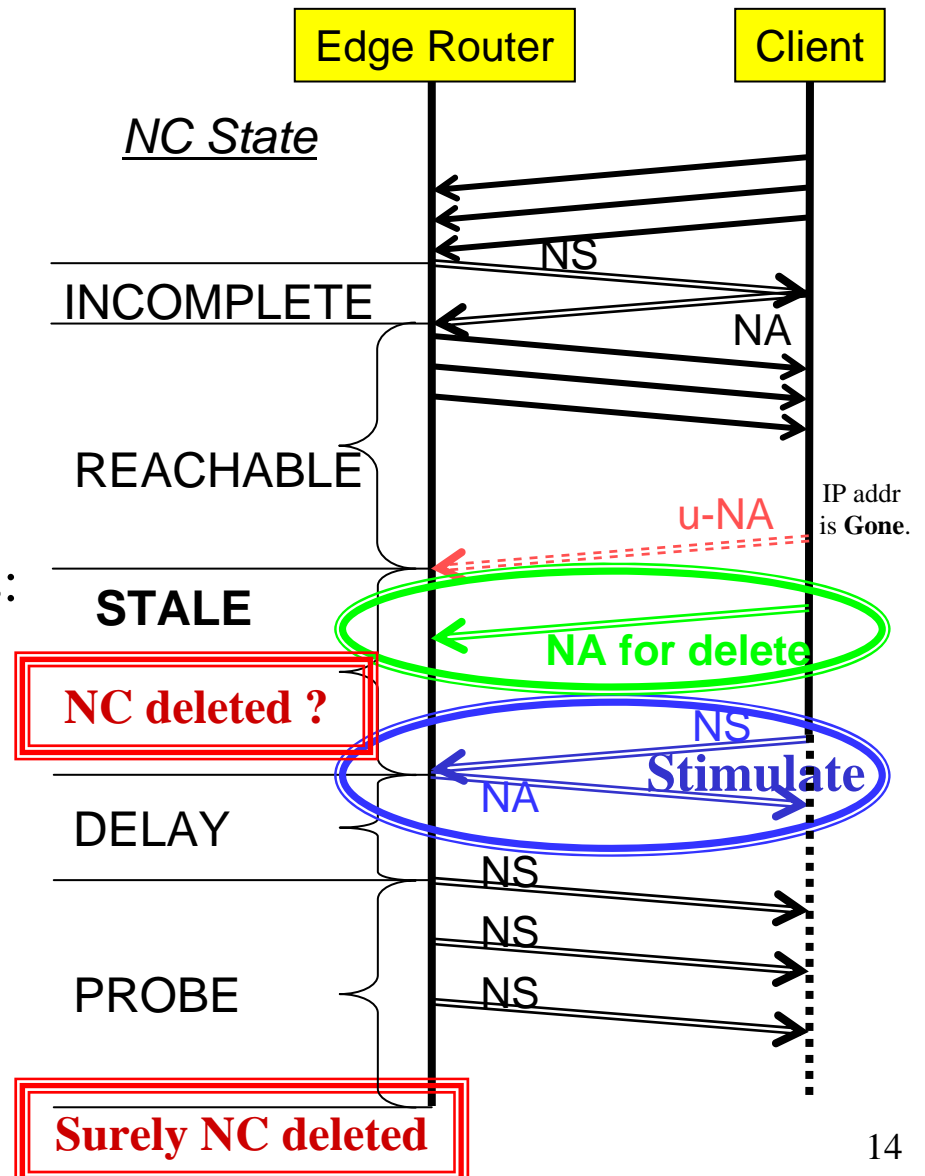 Edge Router
Client
NC State
NS
INCOMPLETE
NA
REACHABLE
IP addr
is Gone.
u-NA
:
STALE
NA for delete
NC deleted ?
NS
Stimulate
NA
DELAY
NS
NS
PROBE
NS
Surely NC deleted
14